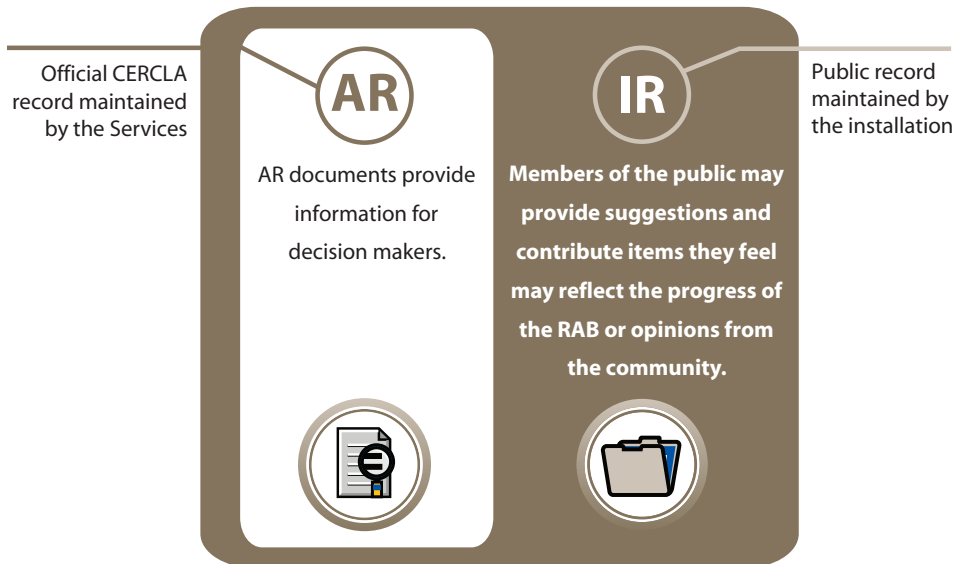 Official CERCLA
record maintained
by the Services
AR
AR documents provide
information for
decision makers.
IR
Members of the public may
provide suggestions and
contribute items they feel
may reflect the progress of
the RAB or opinions from
the community.
Public record
maintained by
the installation